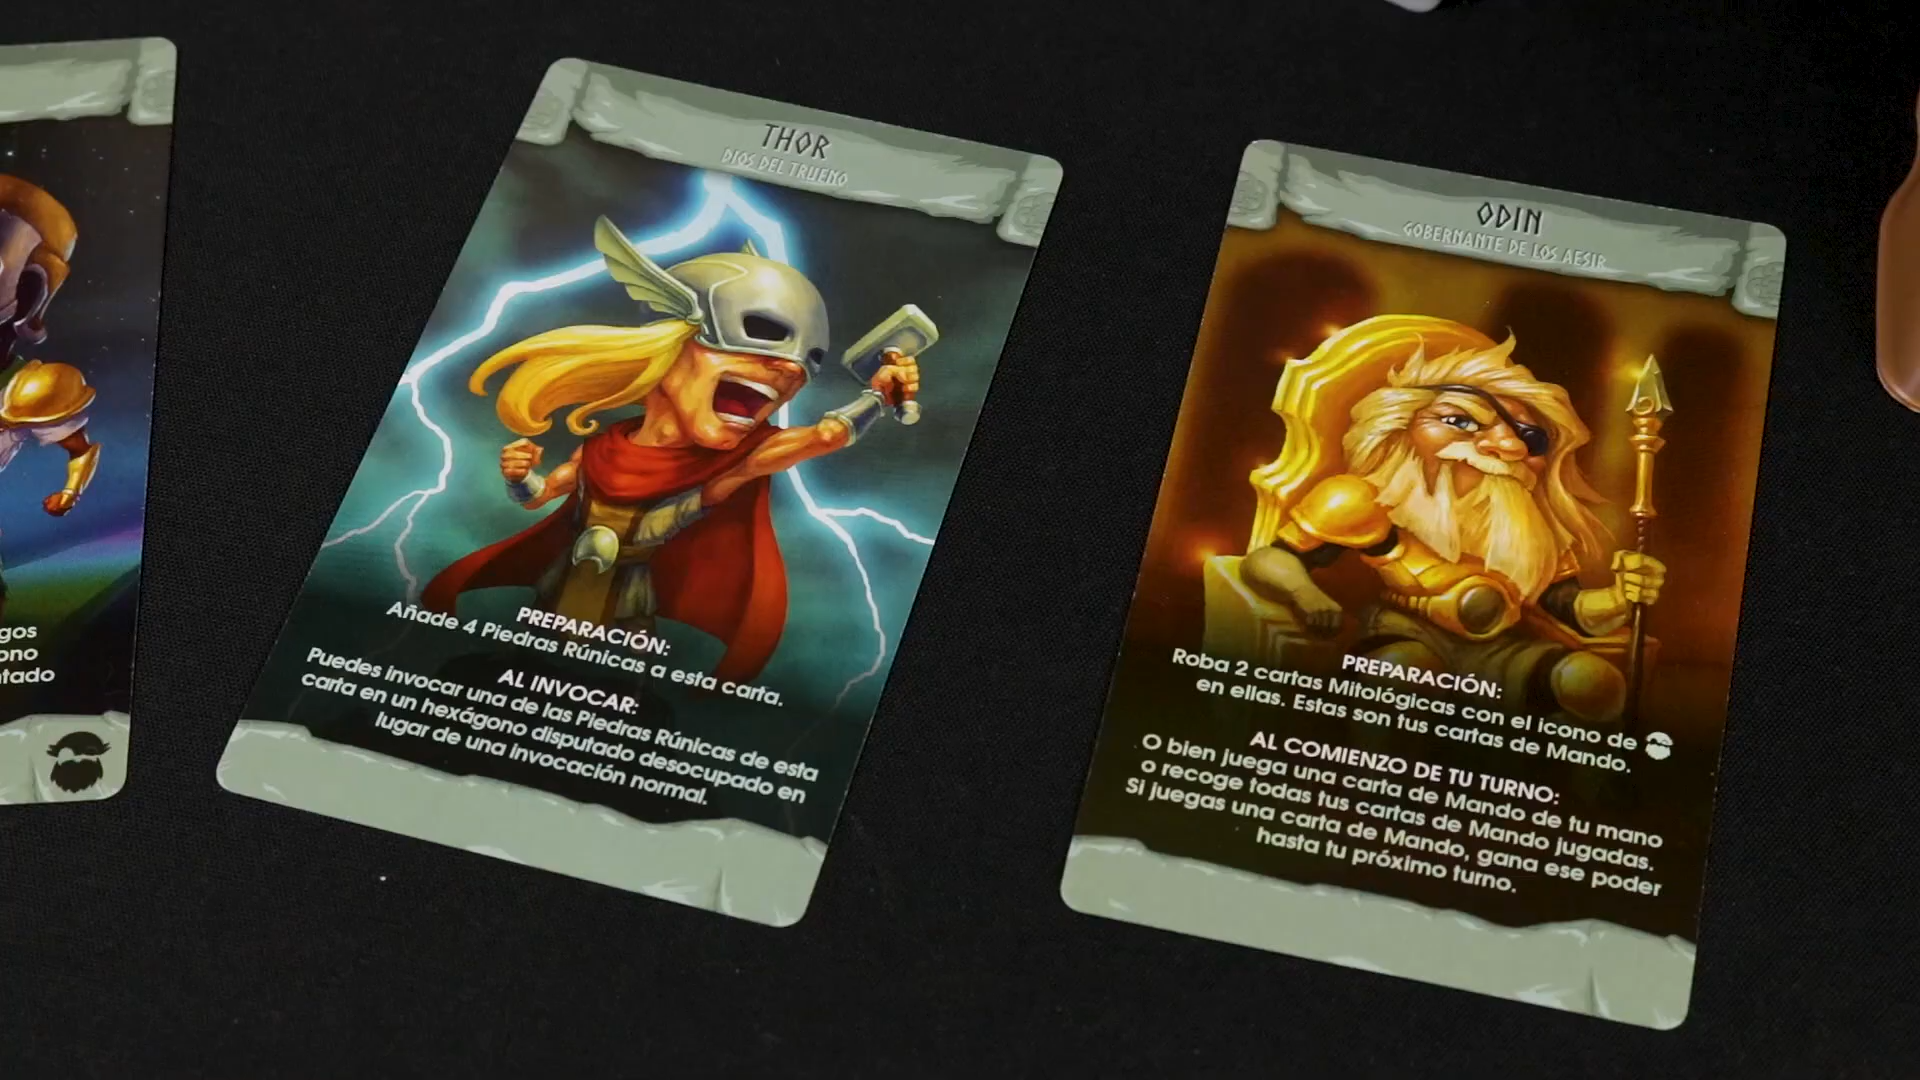 gos
ono
tado
THOR
DIOS DEL TRUENO
PREPARACIÓN:
Añade 4 Piedras Rúnicas a esta carta.
AL INVOCAR:
Puedes invocar una de las Piedras Rúnicas de esta
carta en un hexágono disputado desocupado en
lugar de una invocación normal.
ODIN
GOBERNANTE DE LOS AESIR
PREPARACIÓN:
Roba 2 cartas Mitológicas con el icono de
en ellas. Estas son tus cartas de Mando.
AL COMIENZO DE TU TURNO:
O bien juega una carta de Mando de tu mano
o recoge todas tus cartas de Mando jugadas.
Si juegas una carta de Mando, gana ese poder
hasta tu próximo turno.